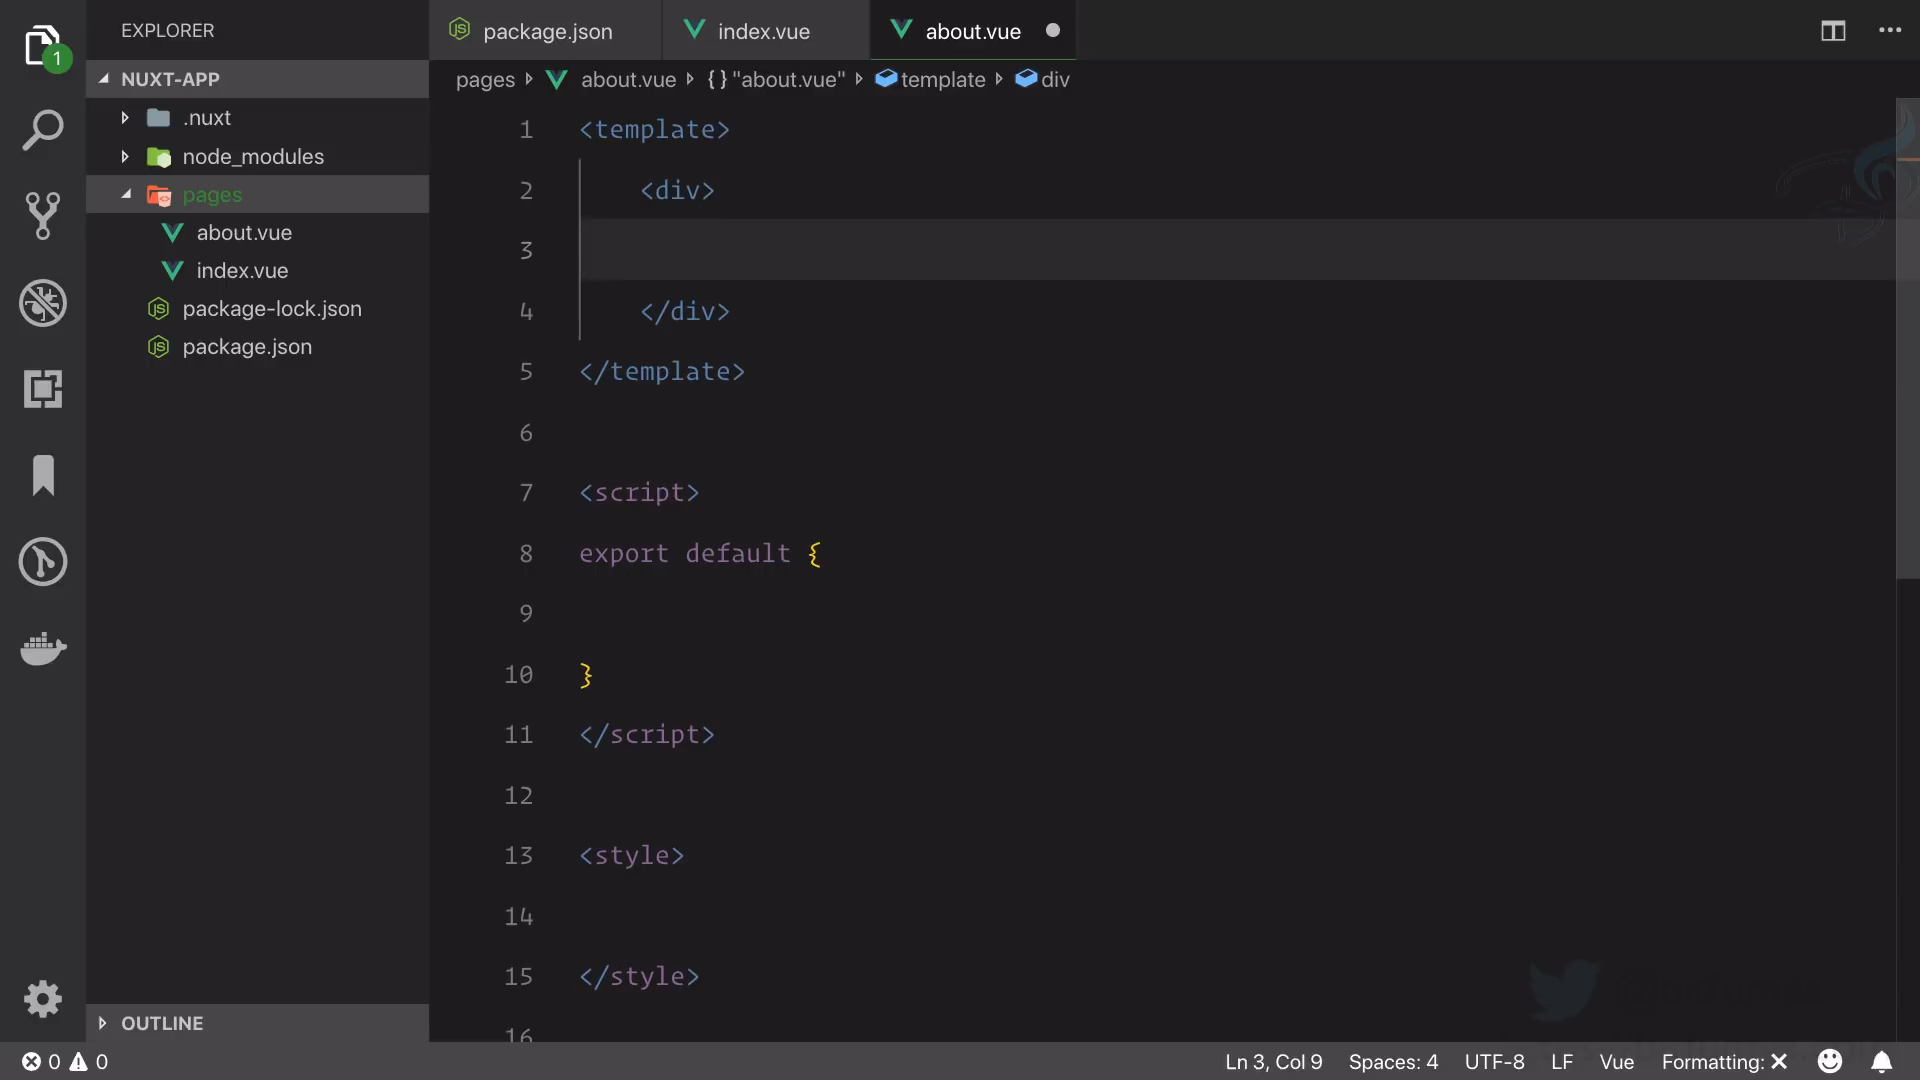 EXPLORER
package.json
index.vue
about.vue
1
NUXT-APP
.nuxt
node_modules
pages
about.vue
index.vue
package-lock.json
package.json
pages about.vue {} "about.vue" template div
1 <template>
2 <div>
3
4 </div>
5 </template>
6
7 <script>
8 export default {
9
10 }
11 </script>
12
13 <style>
14
15 </style>
16
OUTLINE
0 0
Ln 3, Col 9 Spaces: 4 UTF-8 LF Vue Formatting: X